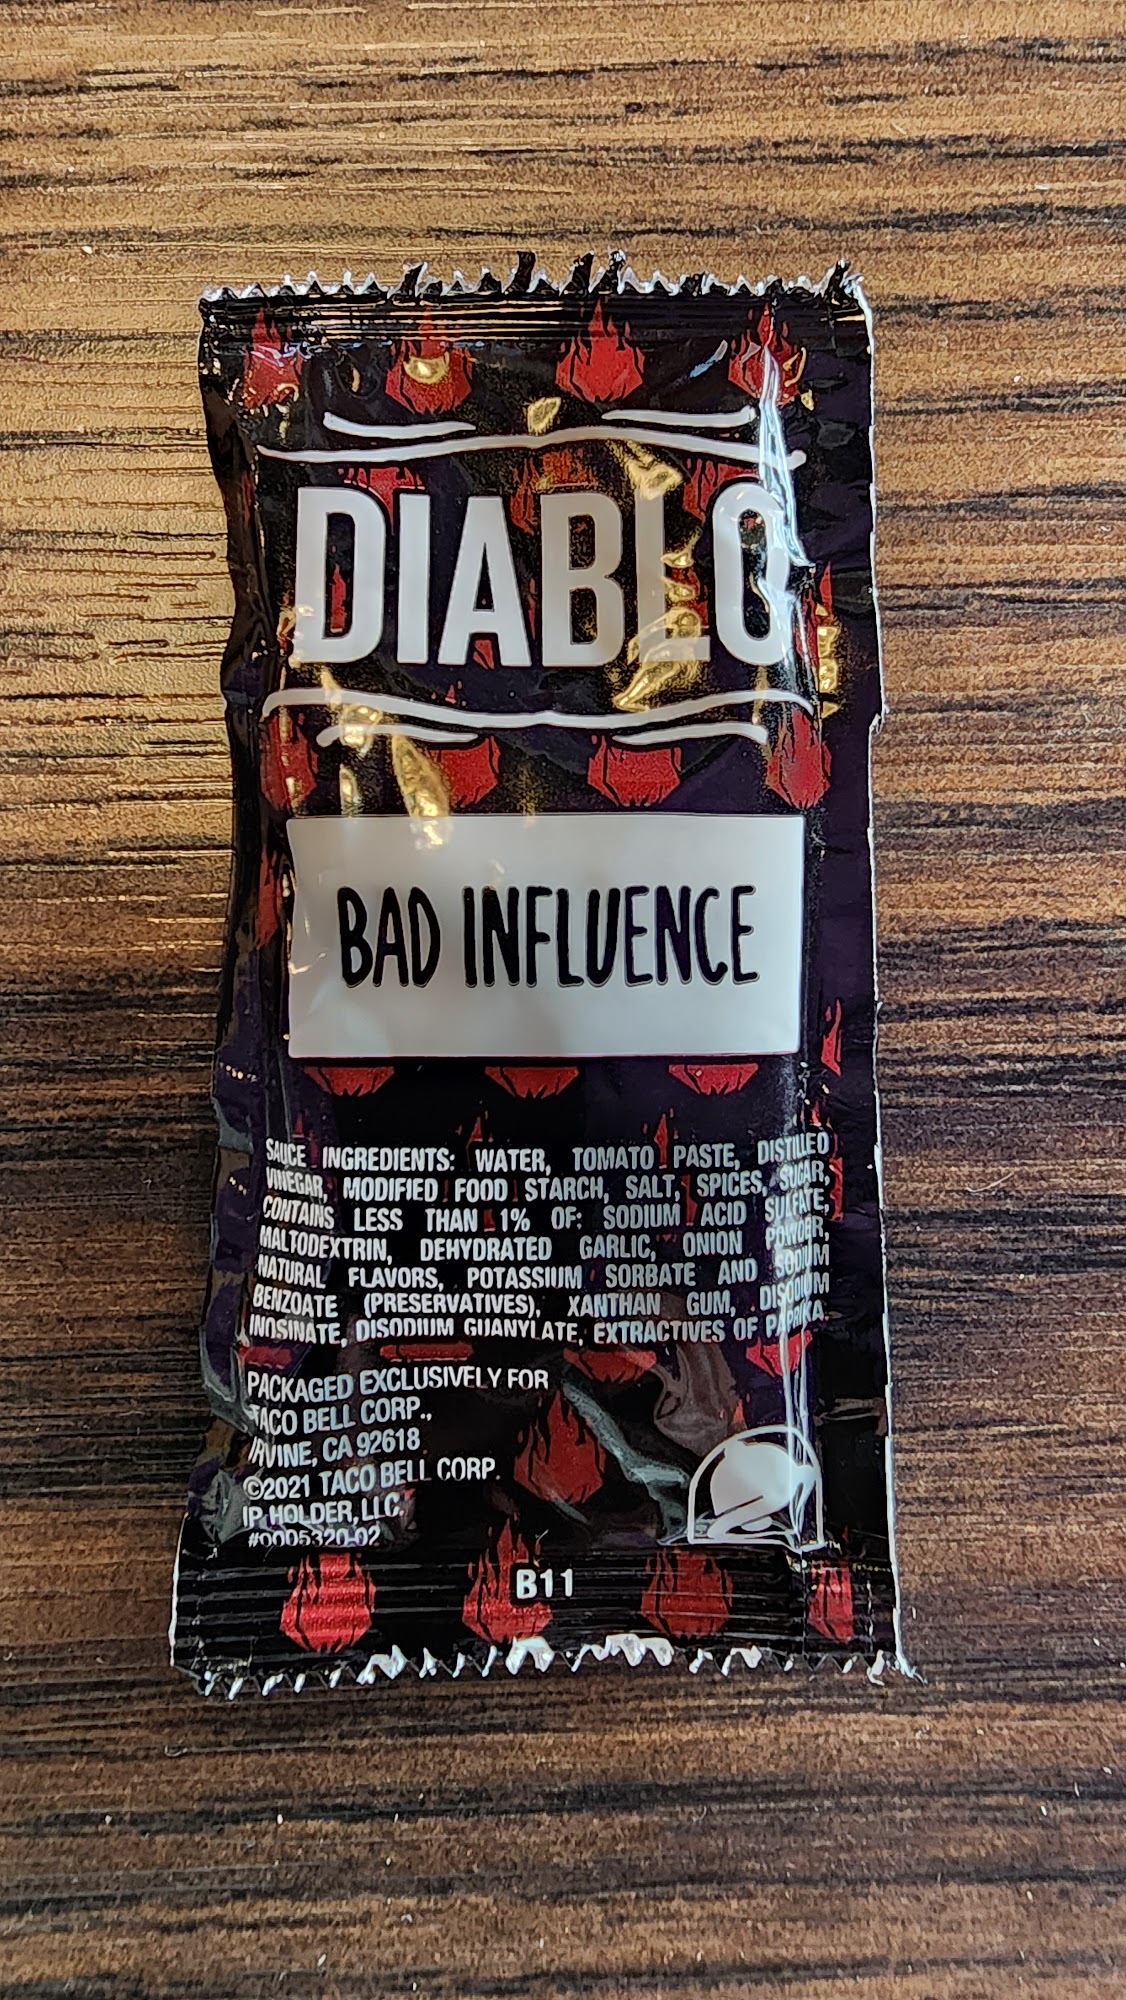 DIABLO
BAD INFLUENCE
SAUCE INGREDIENTS: WATER, TOMATO PASTE, DISTILLED
VINEGAR, MODIFIED FOOD STARCH, SALT, SPICES, SUGAR,
CONTAINS LESS THAN 1% OF: SODIUM ACID SULFATE,
MALTODEXTRIN, DEHYDRATED GARLIC, ONION POWDER,
NATURAL FLAVORS, POTASSIUM SORBATE AND SODIUM
BENZOATE (PRESERVATIVES), XANTHAN GUM, DISODIUM
INOSINATE, DISODIUM GUANYLATE, EXTRACTIVES OF PAPRIKA.
PACKAGED EXCLUSIVELY FOR
TACO BELL CORP.,
IRVINE, CA 92618
©2021 TACO BELL CORP.
IP HOLDER, LLC.
#0005320-02
B11